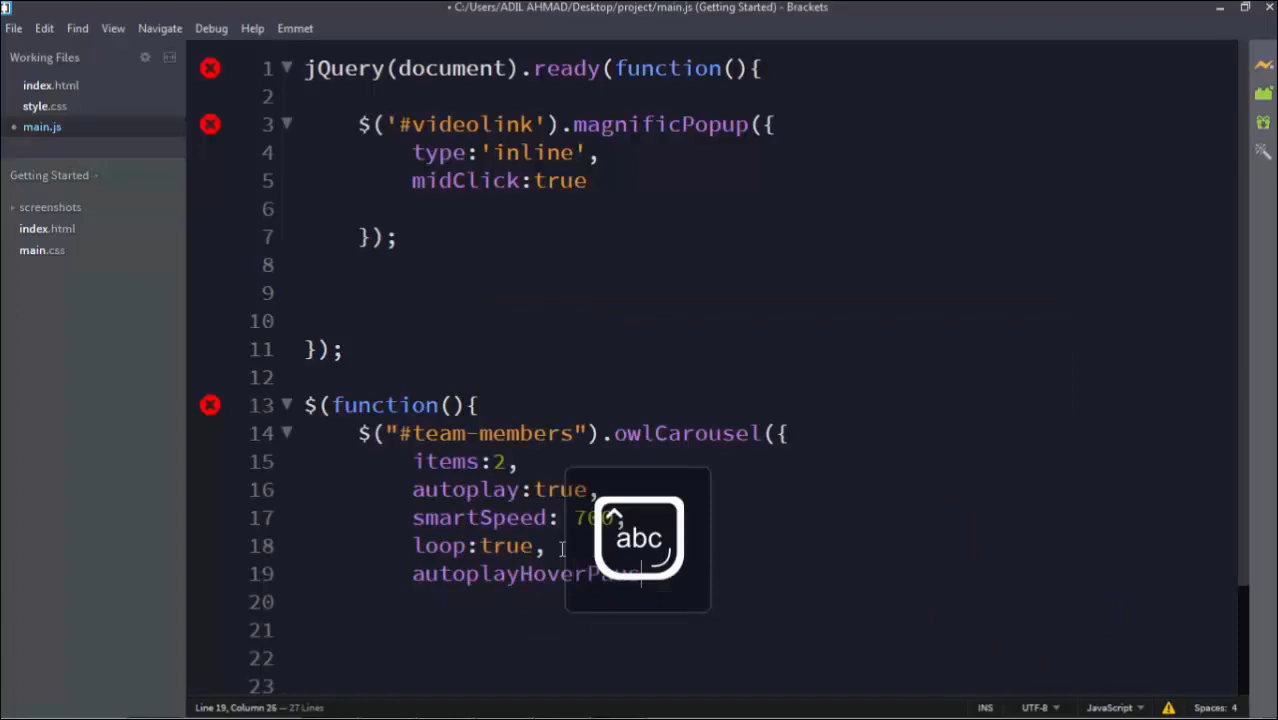 • C:/Users/ADIL AHMAD/Desktop/project/main.js (Getting Started) - Brackets
File Edit Find View Navigate Debug Help Emmet
Working Files
index.html
style.css
main.js
Getting Started
screenshots
index.html
main.css
1 jQuery(document).ready(function(){
2
3 $('#videolink').magnificPopup({
4 type:'inline',
5 midClick:true
6
7 });
8
9
10
11 });
12
13 $(function(){
14 $("#team-members").owlCarousel({
15 items:2,
16 autoplay:true,
17 smartSpeed: 700,
18 loop:true,
19 autoplayHoverPaus
20
21
22
23
abc
Line 19, Column 26 — 27 Lines
INS UTF-8 JavaScript Spaces: 4